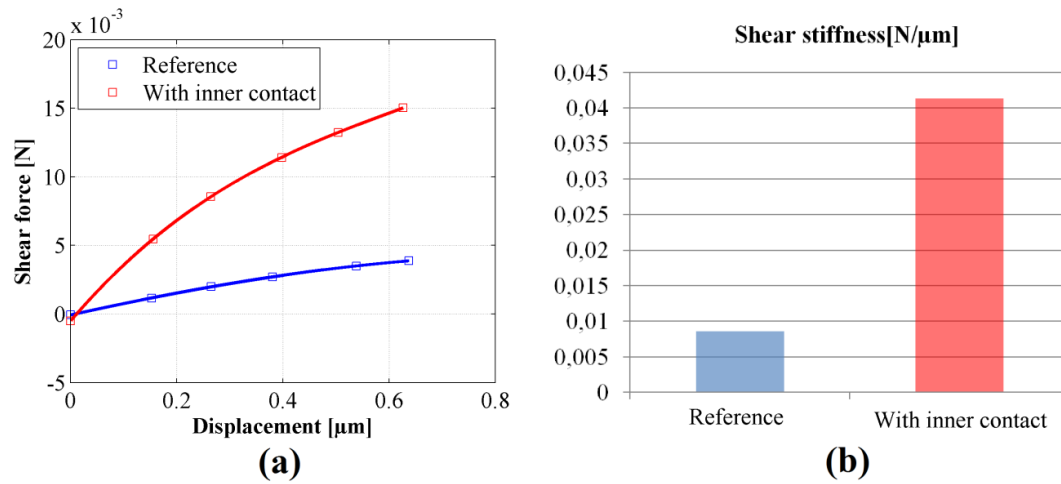 x 10⁻³
20
15
10
5
0
-5
Shear force [N]
Reference
With inner contact
0
0.2
0.4
0.6
0.8
Displacement [µm]
(a)
Shear stiffness[N/µm]
0,045
0,04
0,035
0,03
0,025
0,02
0,015
0,01
0,005
0
Reference
With inner contact
(b)